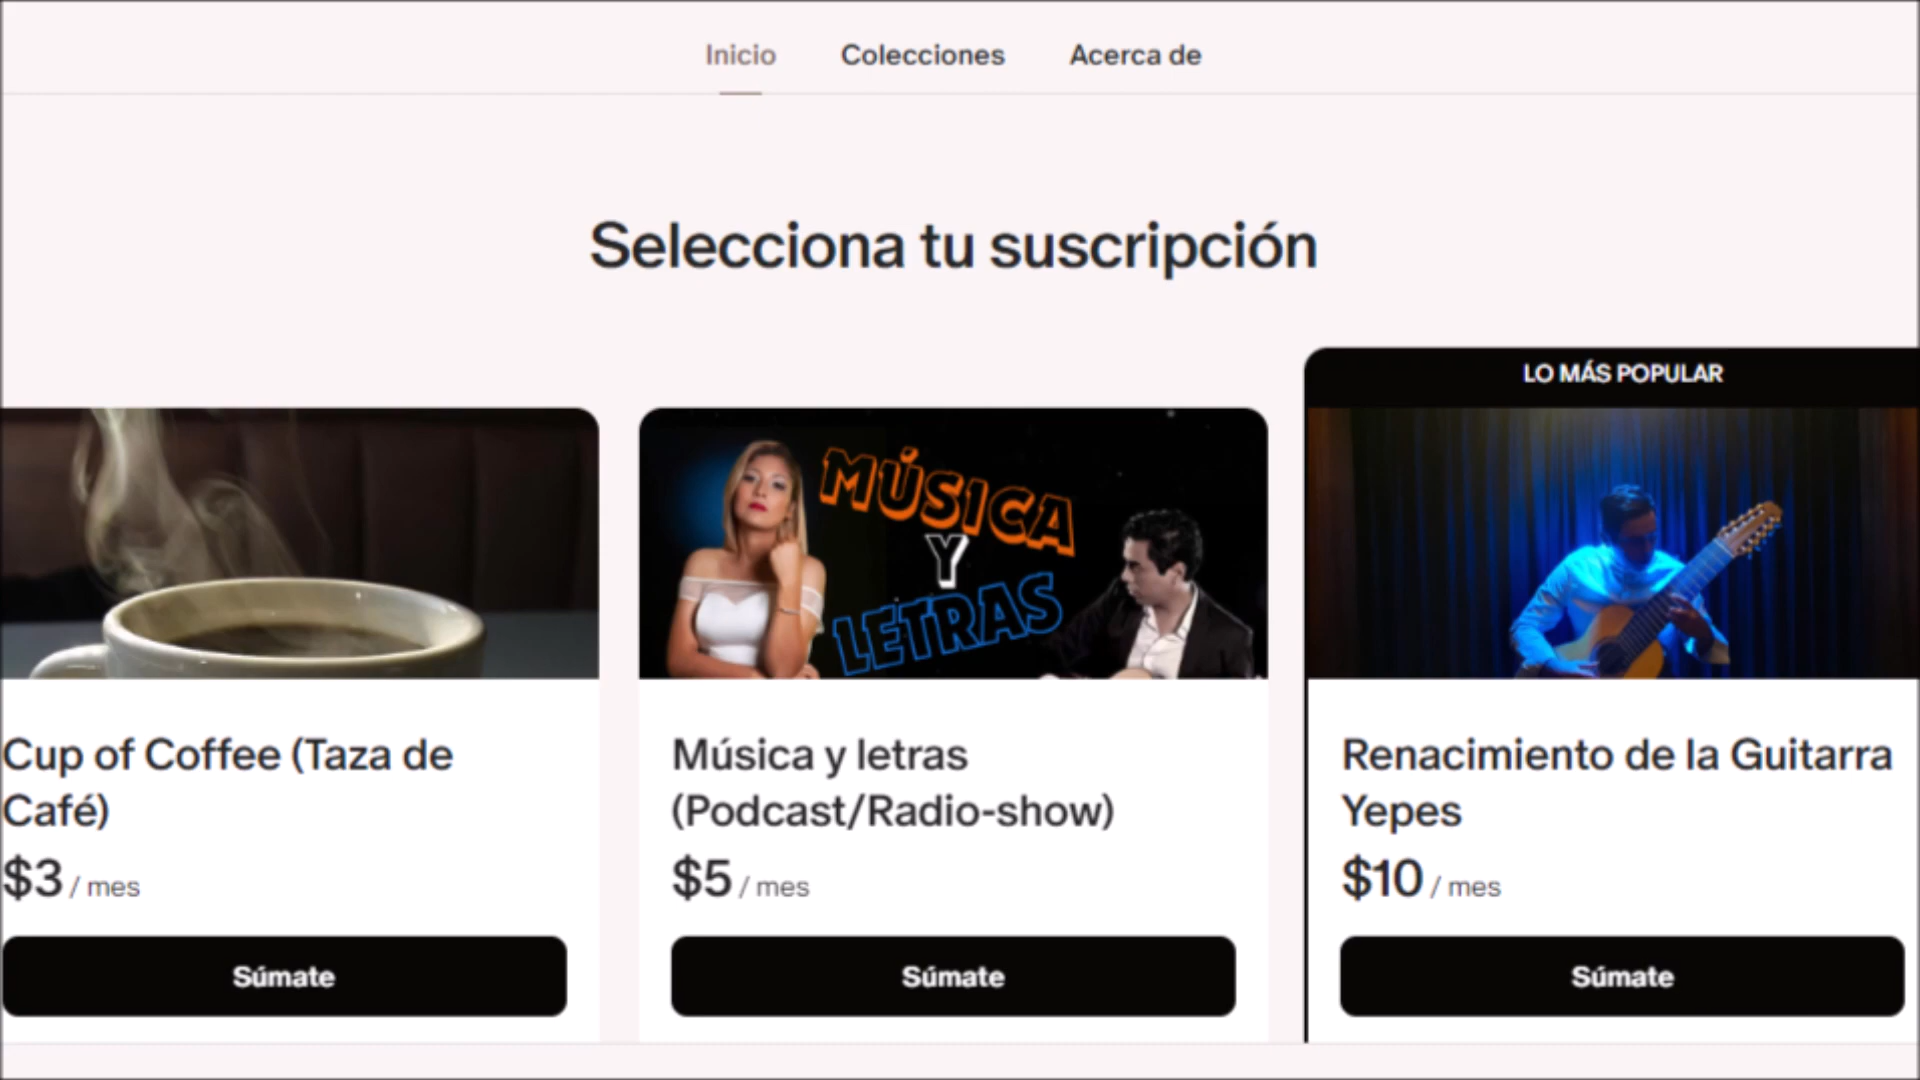 Inicio Colecciones Acerca de
Selecciona tu suscripción
LO MÁS POPULAR
MÚSICA
Y
LETRAS
Cup of Coffee (Taza de
Café)
$3 / mes
Súmate
Música y letras
(Podcast/Radio-show)
$5 / mes
Súmate
Renacimiento de la Guitarra
Yepes
$10 / mes
Súmate